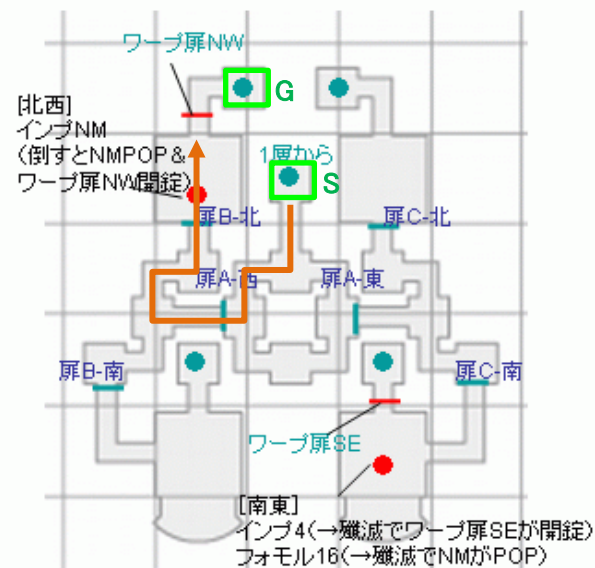 ワープ扉NW
G
[北西]
インプNM
(倒すとNMPOP&
ワープ扉NW開錠)
1層から
S
扉B-北
扉C-北
扉A-西
扉A-東
扉B-南
扉C-南
ワープ扉SE
[南東]
インプ4(→殲滅でワープ扉SEが開錠)
フォモル16(→殲滅でNMがPOP)